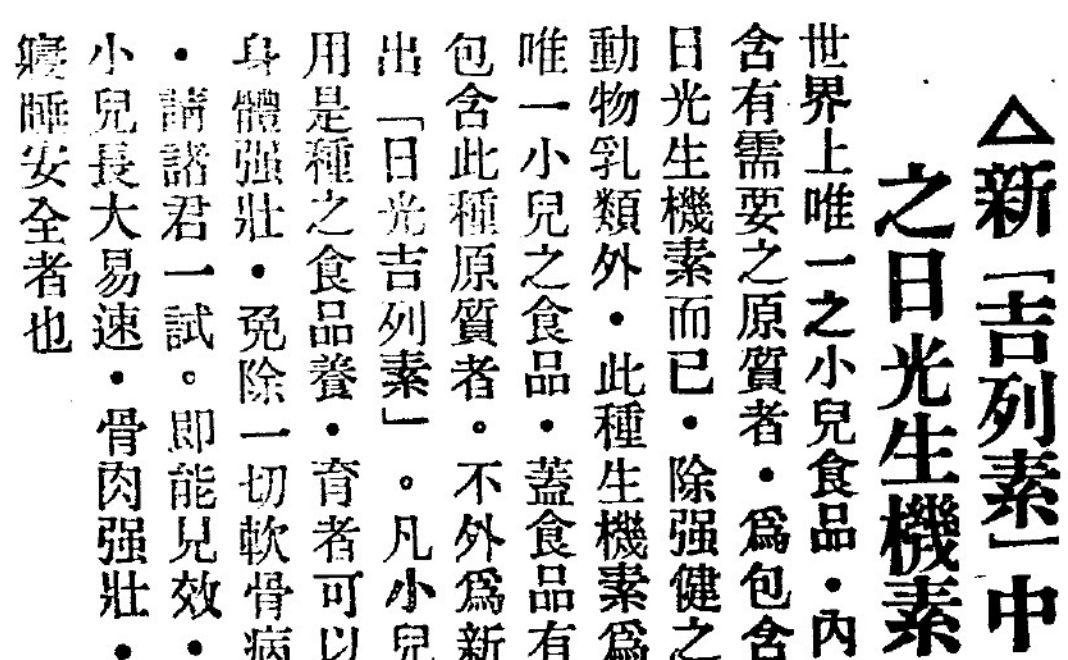 △新「吉列素」中
之日光生機素
世界上唯一之小兒食品・內
含有需要之原質者・爲包含
日光生機素而已・除强健之
動物乳類外・此種生機素爲
唯一小兒之食品・蓋食品有
包含此種原質者。不外爲新
出「日光吉列素」。凡小兒
用是種之食品養・育者可以
身體强壯・免除一切軟骨病
・請諸君一試。即能見效・
小兒長大易速・骨肉强壯・
寢睡安全者也